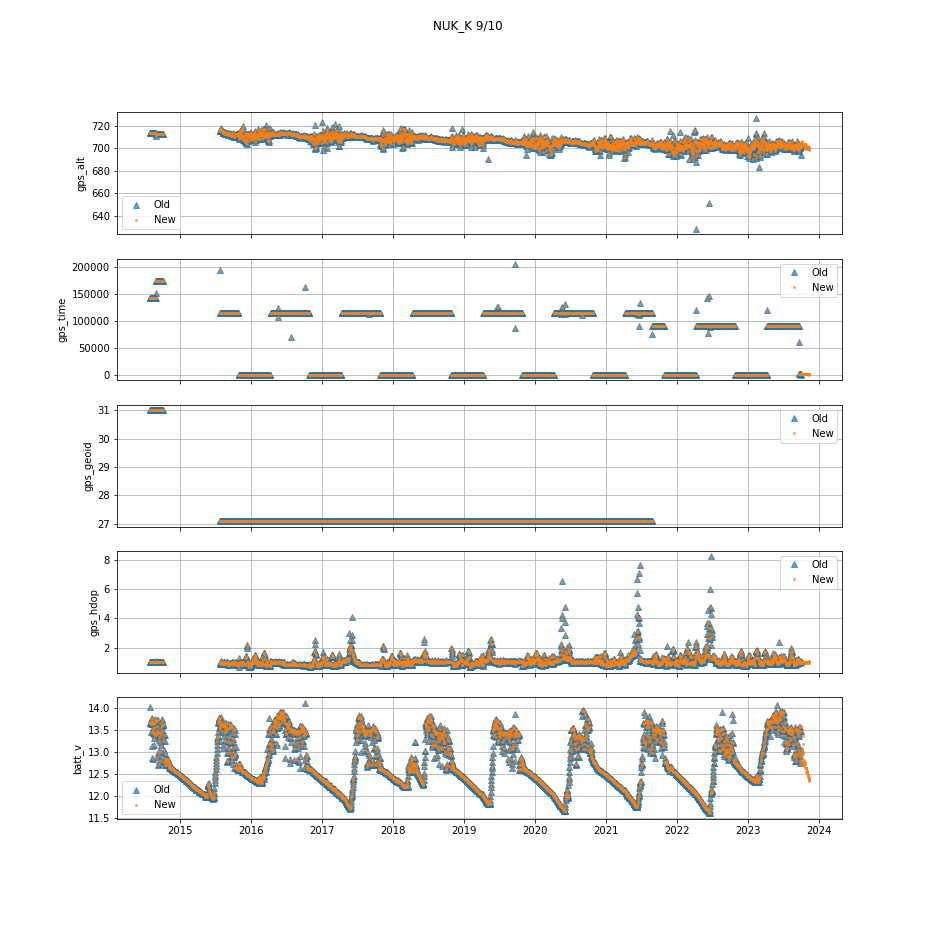 NUK_K 9/10
720
700
680
660
640
gps_alt
Old
New
200000
150000
100000
50000
0
gps_time
Old
New
31
30
29
28
27
gps_geoid
Old
New
8
6
4
2
gps_hdop
Old
New
14.0
13.5
13.0
12.5
12.0
11.5
batt_v
Old
New
2015 2016 2017 2018 2019 2020 2021 2022 2023 2024